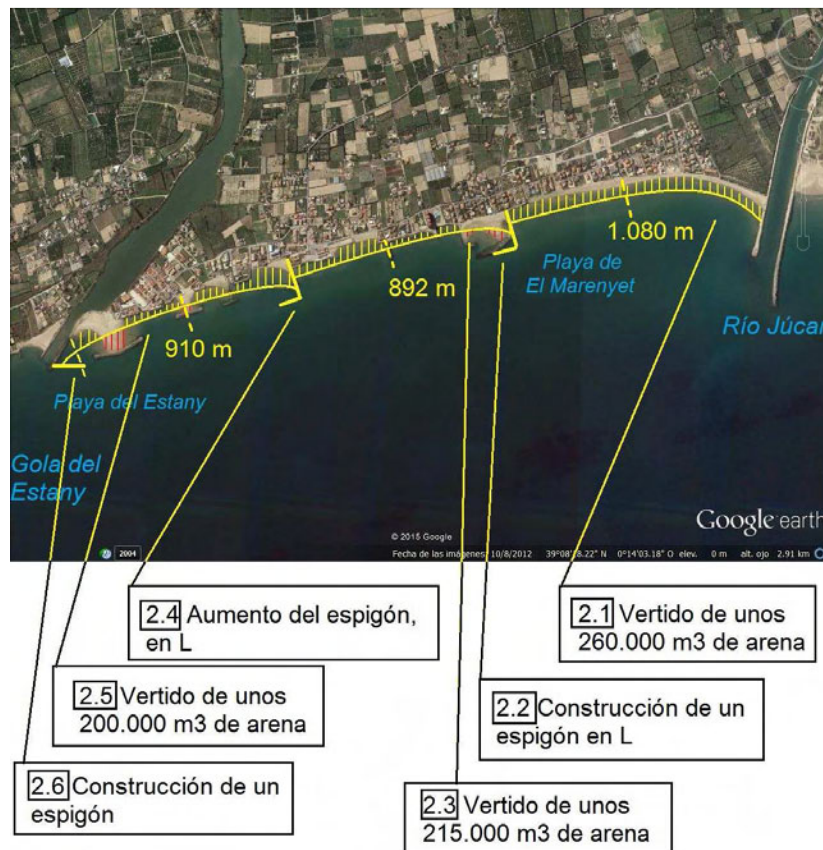 1.080 m
Playa de
El Marenyet
892 m
Río Júcar
910 m
Playa del Estany
Gola del
Estany
Google earth
© 2015 Google
2004
Fecha de las imágenes: 10/8/2012 39°08'18.22" N 0°14'03.18" O elev. 0 m alt. ojo 2.91 km
2.4 Aumento del espigón,
en L
2.1 Vertido de unos
260.000 m3 de arena
2.5 Vertido de unos
200.000 m3 de arena
2.2 Construcción de un
espigón en L
2.6 Construcción de un
espigón
2.3 Vertido de unos
215.000 m3 de arena